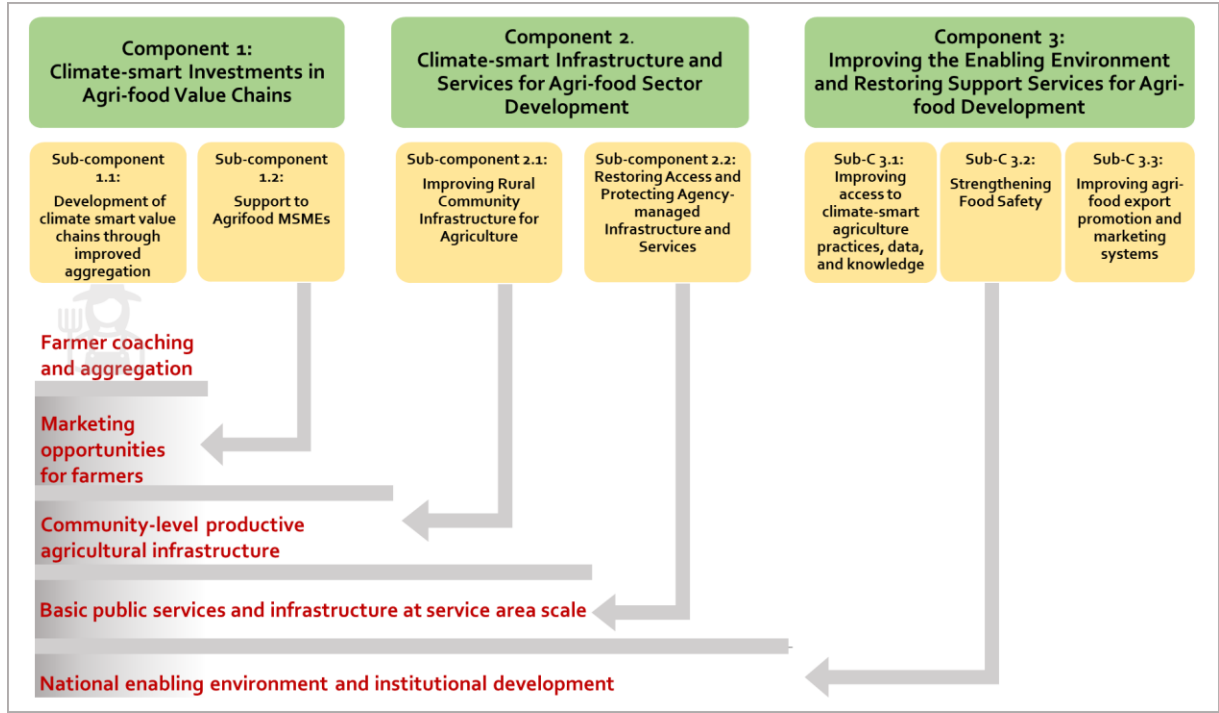 Component 1:
Climate-smart Investments in
Agri-food Value Chains
Component 2.
Climate-smart Infrastructure and
Services for Agri-food Sector
Development
Component 3:
Improving the Enabling Environment
and Restoring Support Services for Agri-
food Development
Sub-component
1.1:
Development of
climate smart value
chains through
improved
aggregation
Sub-component
1.2:
Support to
Agrifood MSMEs
Sub-component 2.1:
Improving Rural
Community
Infrastructure for
Agriculture
Sub-component 2.2:
Restoring Access and
Protecting Agency-
managed
Infrastructure and
Services
Sub-C 3.1:
Improving
access to
climate-smart
agriculture
practices, data,
and knowledge
Sub-C 3.2:
Strengthening
Food Safety
Sub-C 3.3:
Improving agri-
food export
promotion and
marketing
systems
Farmer coaching
and aggregation
Marketing
opportunities
for farmers
Community-level productive
agricultural infrastructure
Basic public services and infrastructure at service area scale
National enabling environment and institutional development